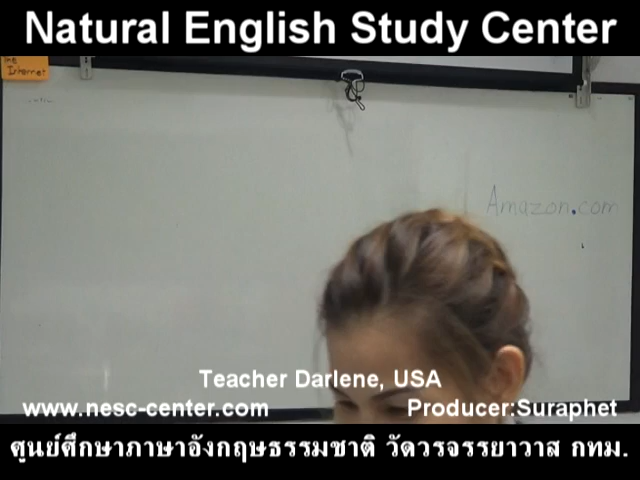 Natural English Study Center
The
Internet
Amazon.com
Teacher Darlene, USA
www.nesc-center.com
Producer:Suraphet
ศูนย์ศึกษาภาษาอังกฤษธรรมชาติ วัดวรจรรยาวาส กทม.